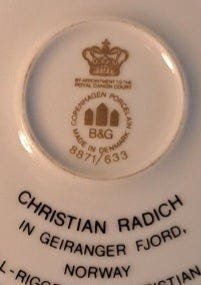 BY APPOINTMENT TO THE
ROYAL DANISH COURT
COPENHAGEN PORCELAIN
MADE IN DENMARK
B&G
8871/633
CHRISTIAN RADICH
IN GEIRANGER FJORD,
NORWAY